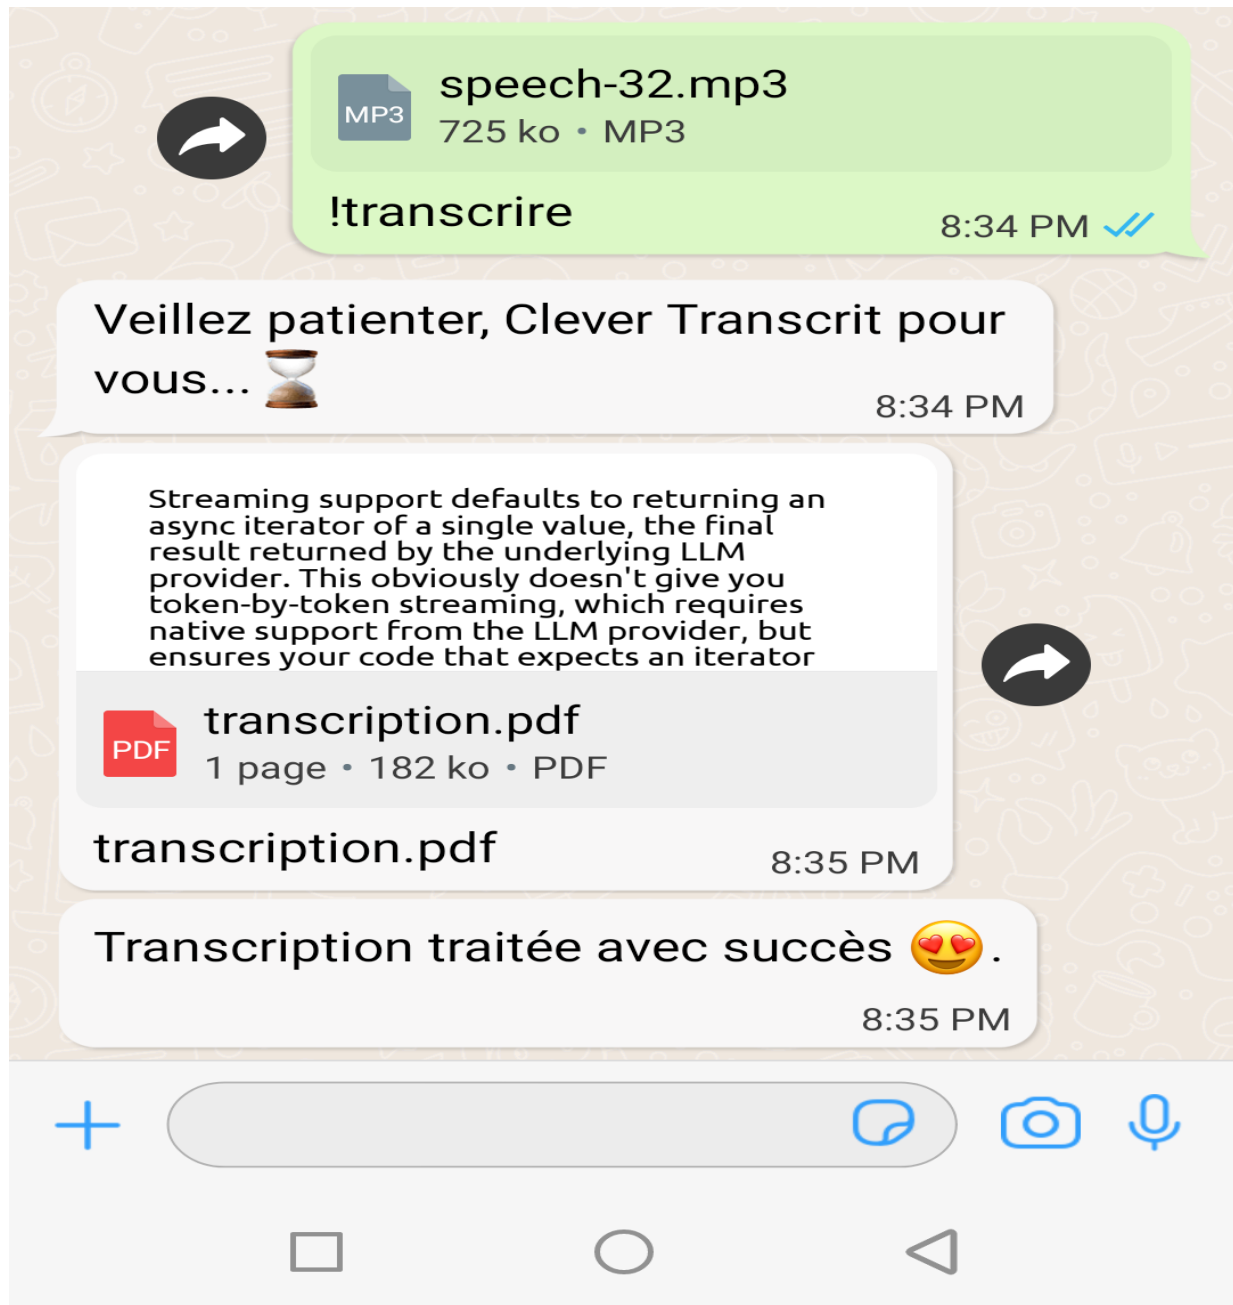 speech-32.mp3
MP3
725 ko • MP3
!transcrire
8:34 PM
Veillez patienter, Clever Transcrit pour
vous...⏳
8:34 PM
Streaming support defaults to returning an
async iterator of a single value, the final
result returned by the underlying LLM
provider. This obviously doesn't give you
token-by-token streaming, which requires
native support from the LLM provider, but
ensures your code that expects an iterator
transcription.pdf
PDF
1 page • 182 ko • PDF
transcription.pdf
8:35 PM
Transcription traitée avec succès 😍.
8:35 PM